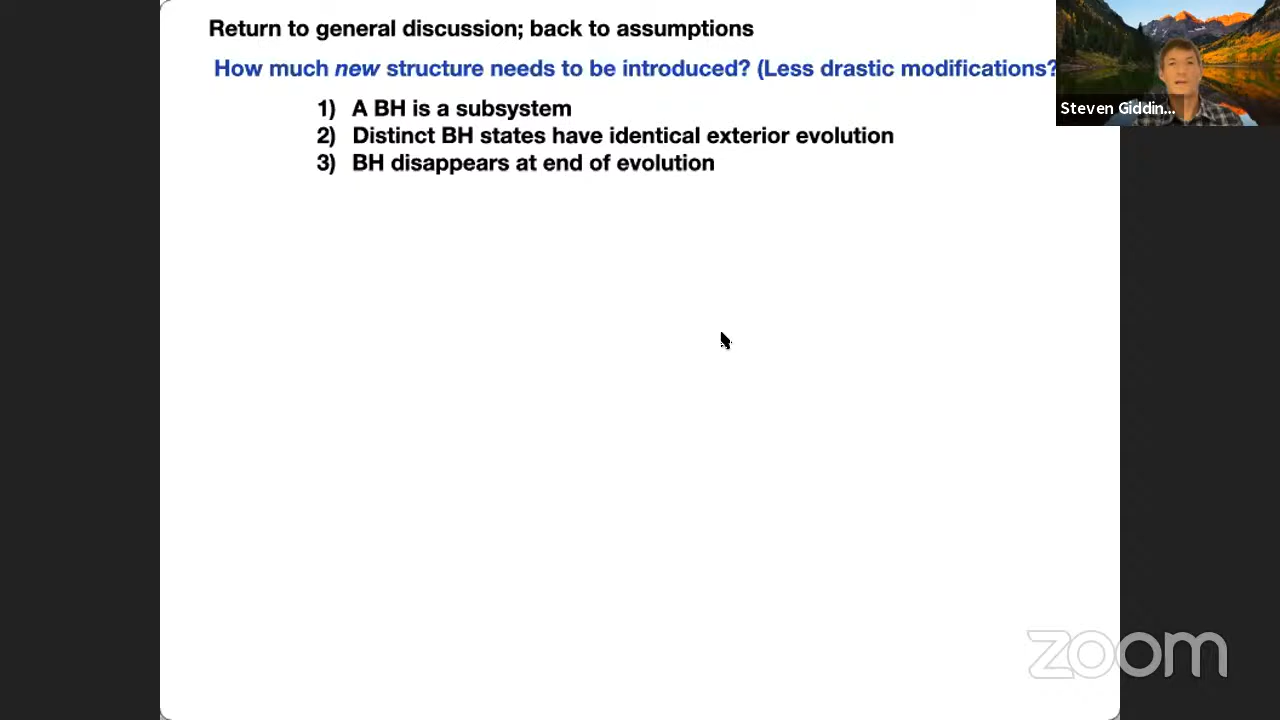 Return to general discussion; back to assumptions
How much new structure needs to be introduced? (Less drastic modifications?
1) A BH is a subsystem
2) Distinct BH states have identical exterior evolution
3) BH disappears at end of evolution
Steven Giddin...
zoom